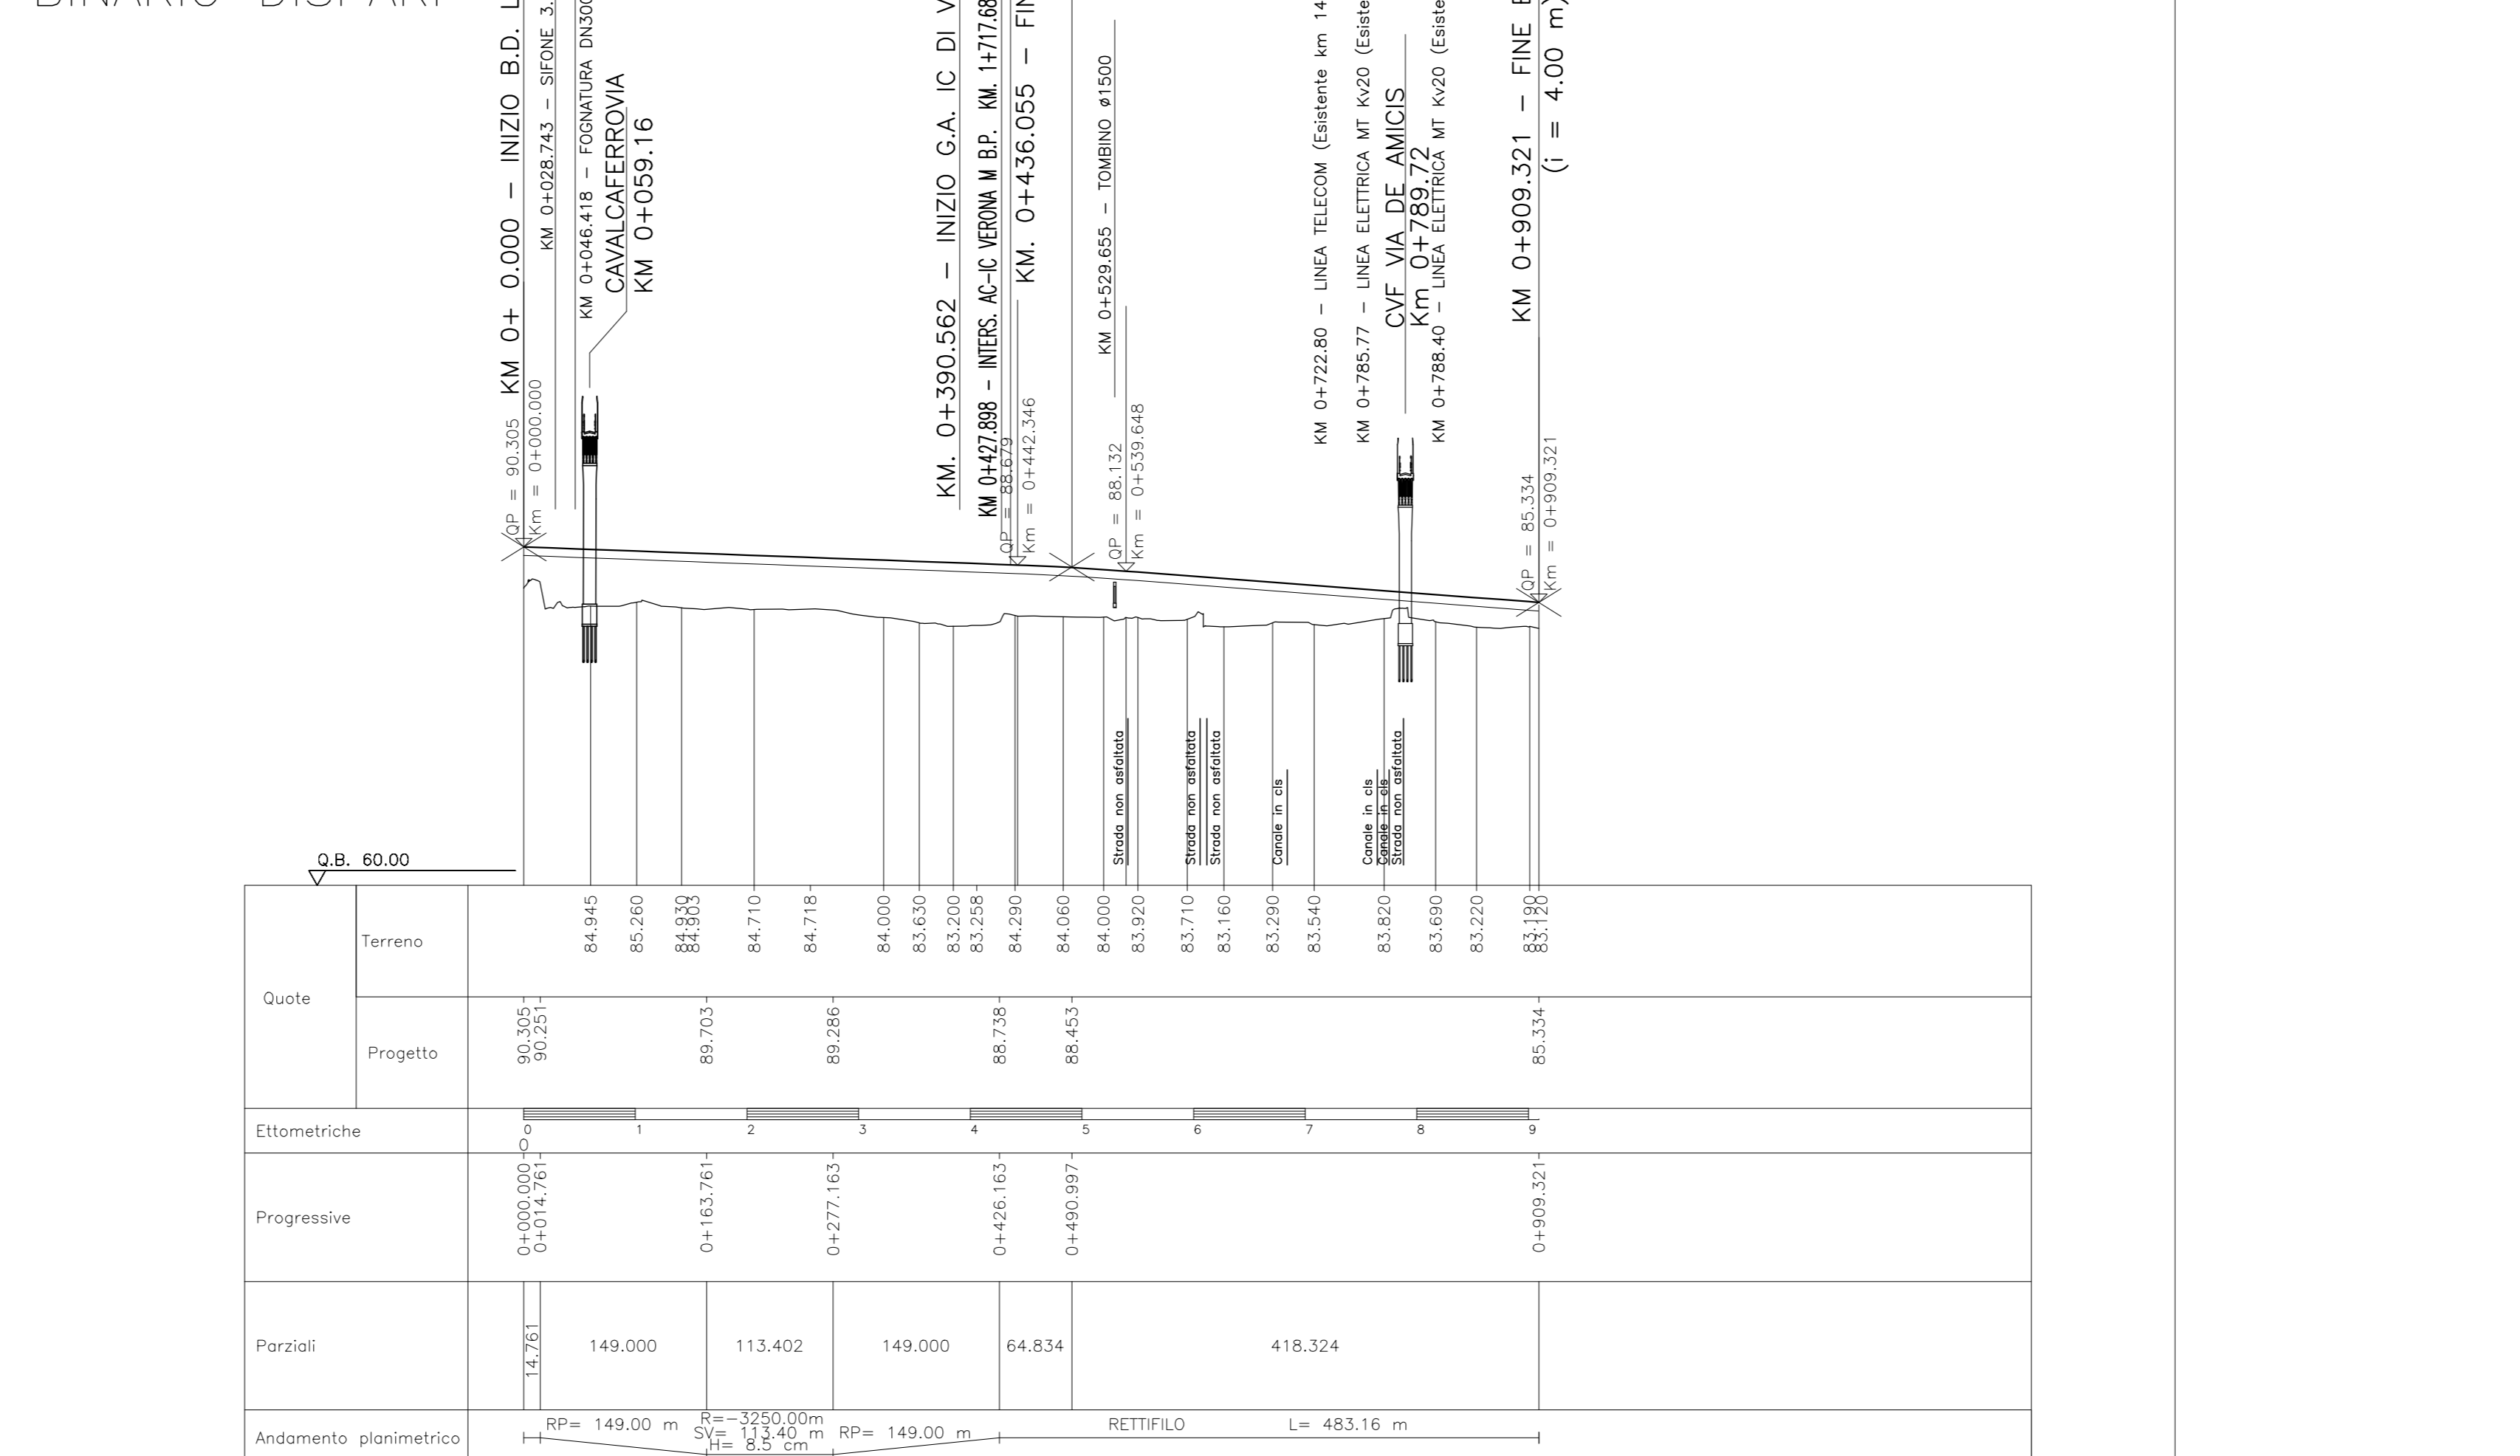 KM 0+ 0.000 – INIZIO B.D. L
KM 0+028.743 – SIFONE 3.
KM 0+046.418 – FOGNATURA DN300
CAVALCAFERROVIA
KM 0+059.16
KM. 0+390.562 – INIZIO G.A. IC DI V
KM 0+427.898 – INTERS. AC–IC VERONA M B.P. KM. 1+717.68
KM. 0+436.055 – FIN
KM 0+529.655 – TOMBINO ø1500
KM 0+722.80 – LINEA TELECOM (Esistente km 14
KM 0+785.77 – LINEA ELETTRICA MT Kv20 (Esiste
CVF VIA DE AMICIS
Km 0+789.72
KM 0+788.40 – LINEA ELETTRICA MT Kv20 (Esiste
KM 0+909.321 – FINE
(i = 4.00 m)
QP = 90.305
Km = 0+000.000
QP = 88.679
Km = 0+442.346
QP = 88.132
Km = 0+539.648
QP = 85.334
Km = 0+909.321
Strada non asfaltata
Strada non asfaltata
Strada non asfaltata
Canale in cls
Canale in cls
Canale in cls
Strada non asfaltata
Q.B. 60.00
Quote
Terreno
84.945 85.260 84.930 84.903 84.710 84.718 84.000 83.630 83.200 83.258 84.290 84.060 84.000 83.920 83.710 83.160 83.290 83.540 83.820 83.690 83.220 83.190 83.120
Progetto
90.305 90.251 89.703 89.286 88.738 88.453 85.334
Ettometriche
0 1 2 3 4 5 6 7 8 9
0
Progressive
0+000.000 0+014.761 0+163.761 0+277.163 0+426.163 0+490.997 0+909.321
Parziali
14.761 149.000 113.402 149.000 64.834 418.324
Andamento planimetrico
RP= 149.00 m
R=–3250.00m
SV= 113.40 m
H= 8.5 cm
RP= 149.00 m
RETTIFILO L= 483.16 m